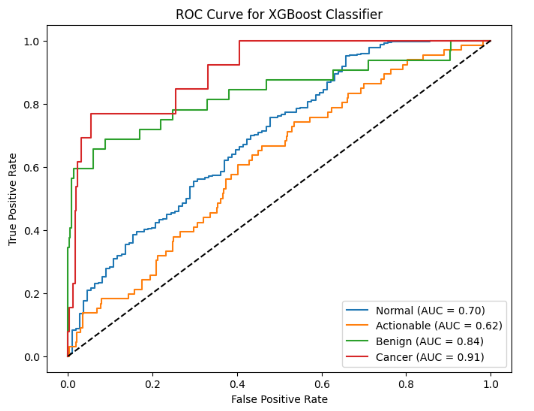 ROC Curve for XGBoost Classifier
True Positive Rate
1.0
0.8
0.6
0.4
0.2
0.0
Normal (AUC = 0.70)
Actionable (AUC = 0.62)
Benign (AUC = 0.84)
Cancer (AUC = 0.91)
0.0 0.2 0.4 0.6 0.8 1.0
False Positive Rate